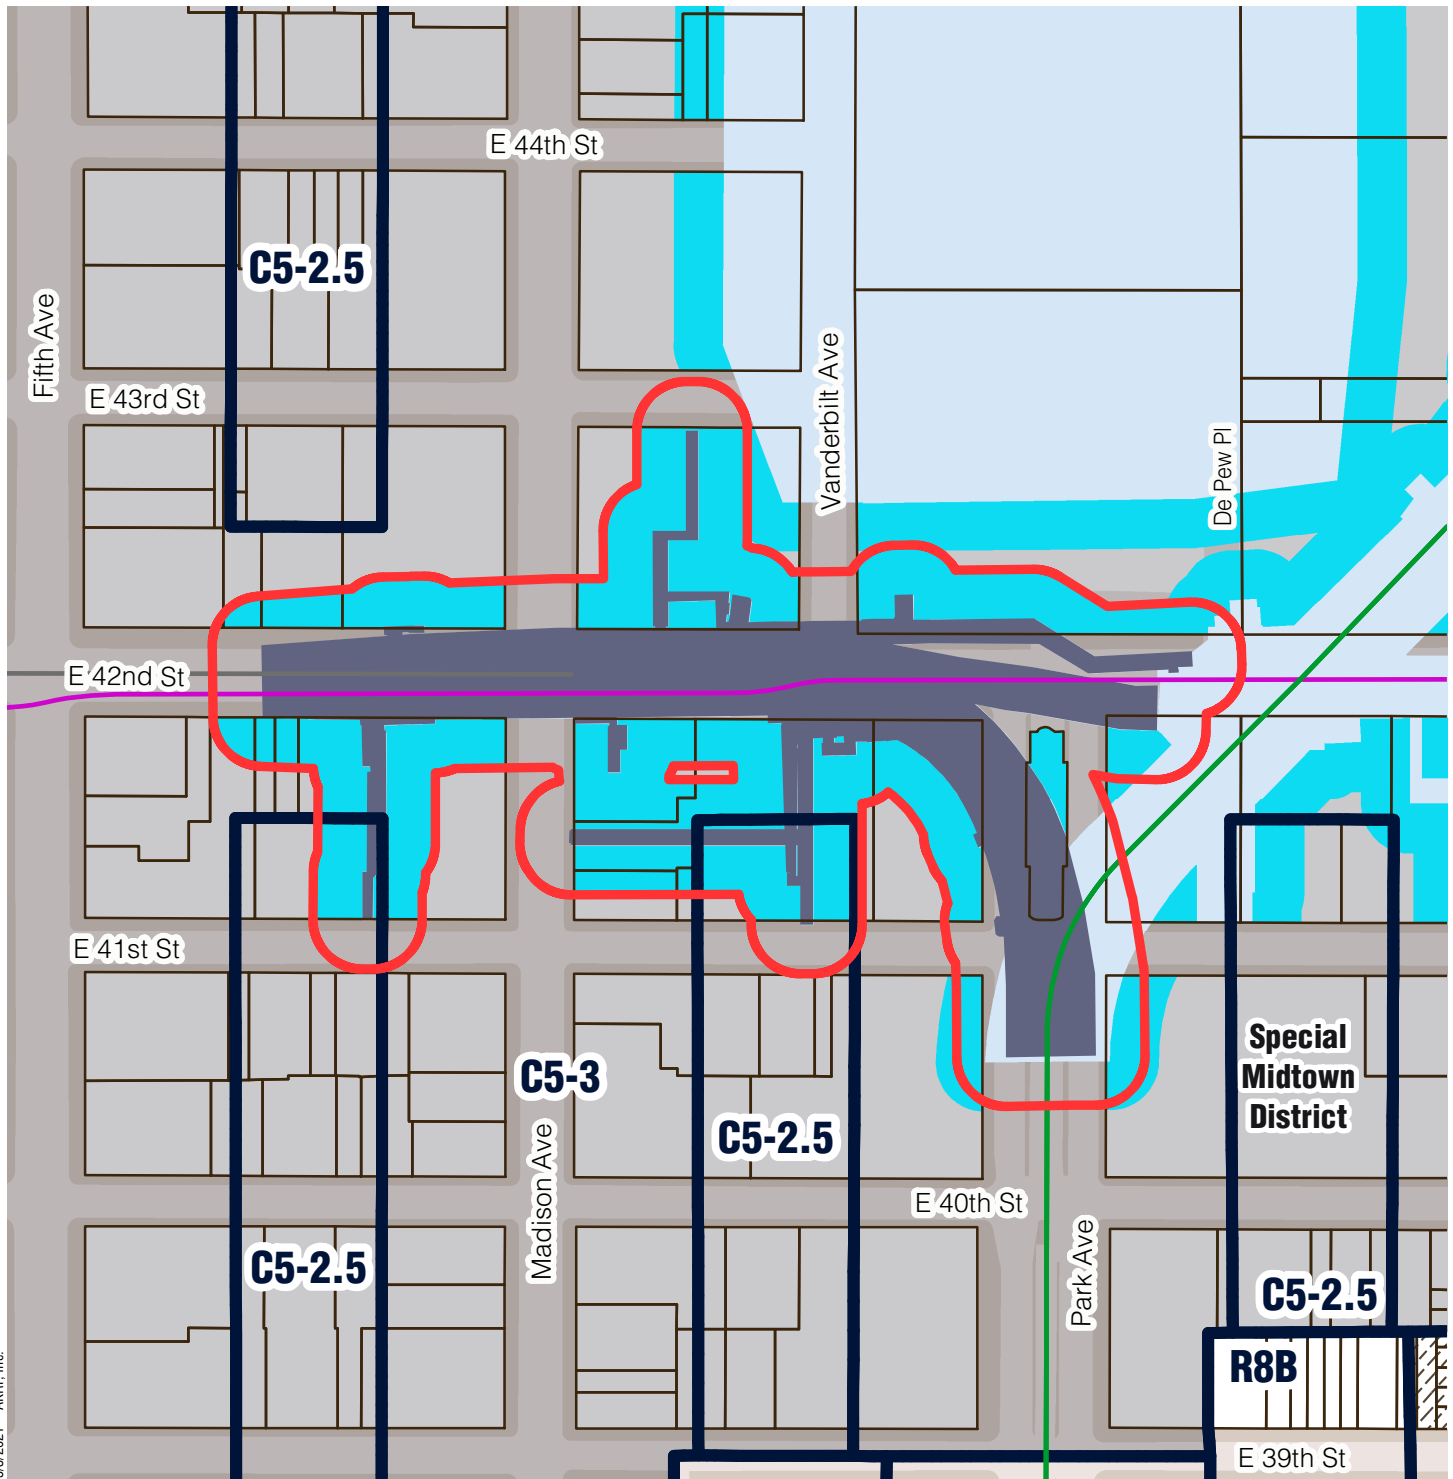 E 44th St
C5-2.5
Fifth Ave
E 43rd St
Vanderbilt Ave
De Pew Pl
E 42nd St
E 41st St
C5-3
Special
Midtown
District
Madison Ave
C5-2.5
E 40th St
Park Ave
C5-2.5
C5-2.5
R8B
E 39th St